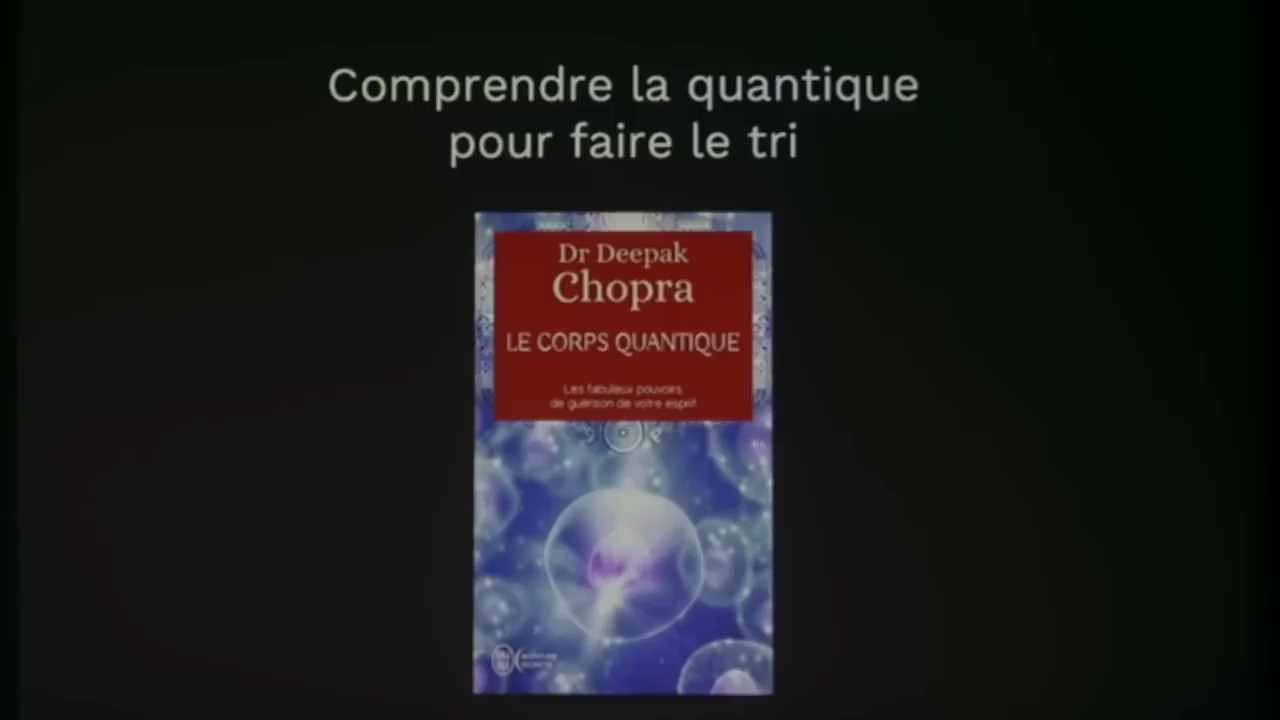 Comprendre la quantique
pour faire le tri
Dr Deepak
Chopra
LE CORPS QUANTIQUE
Les fabuleux pouvoirs
de guérison de votre esprit